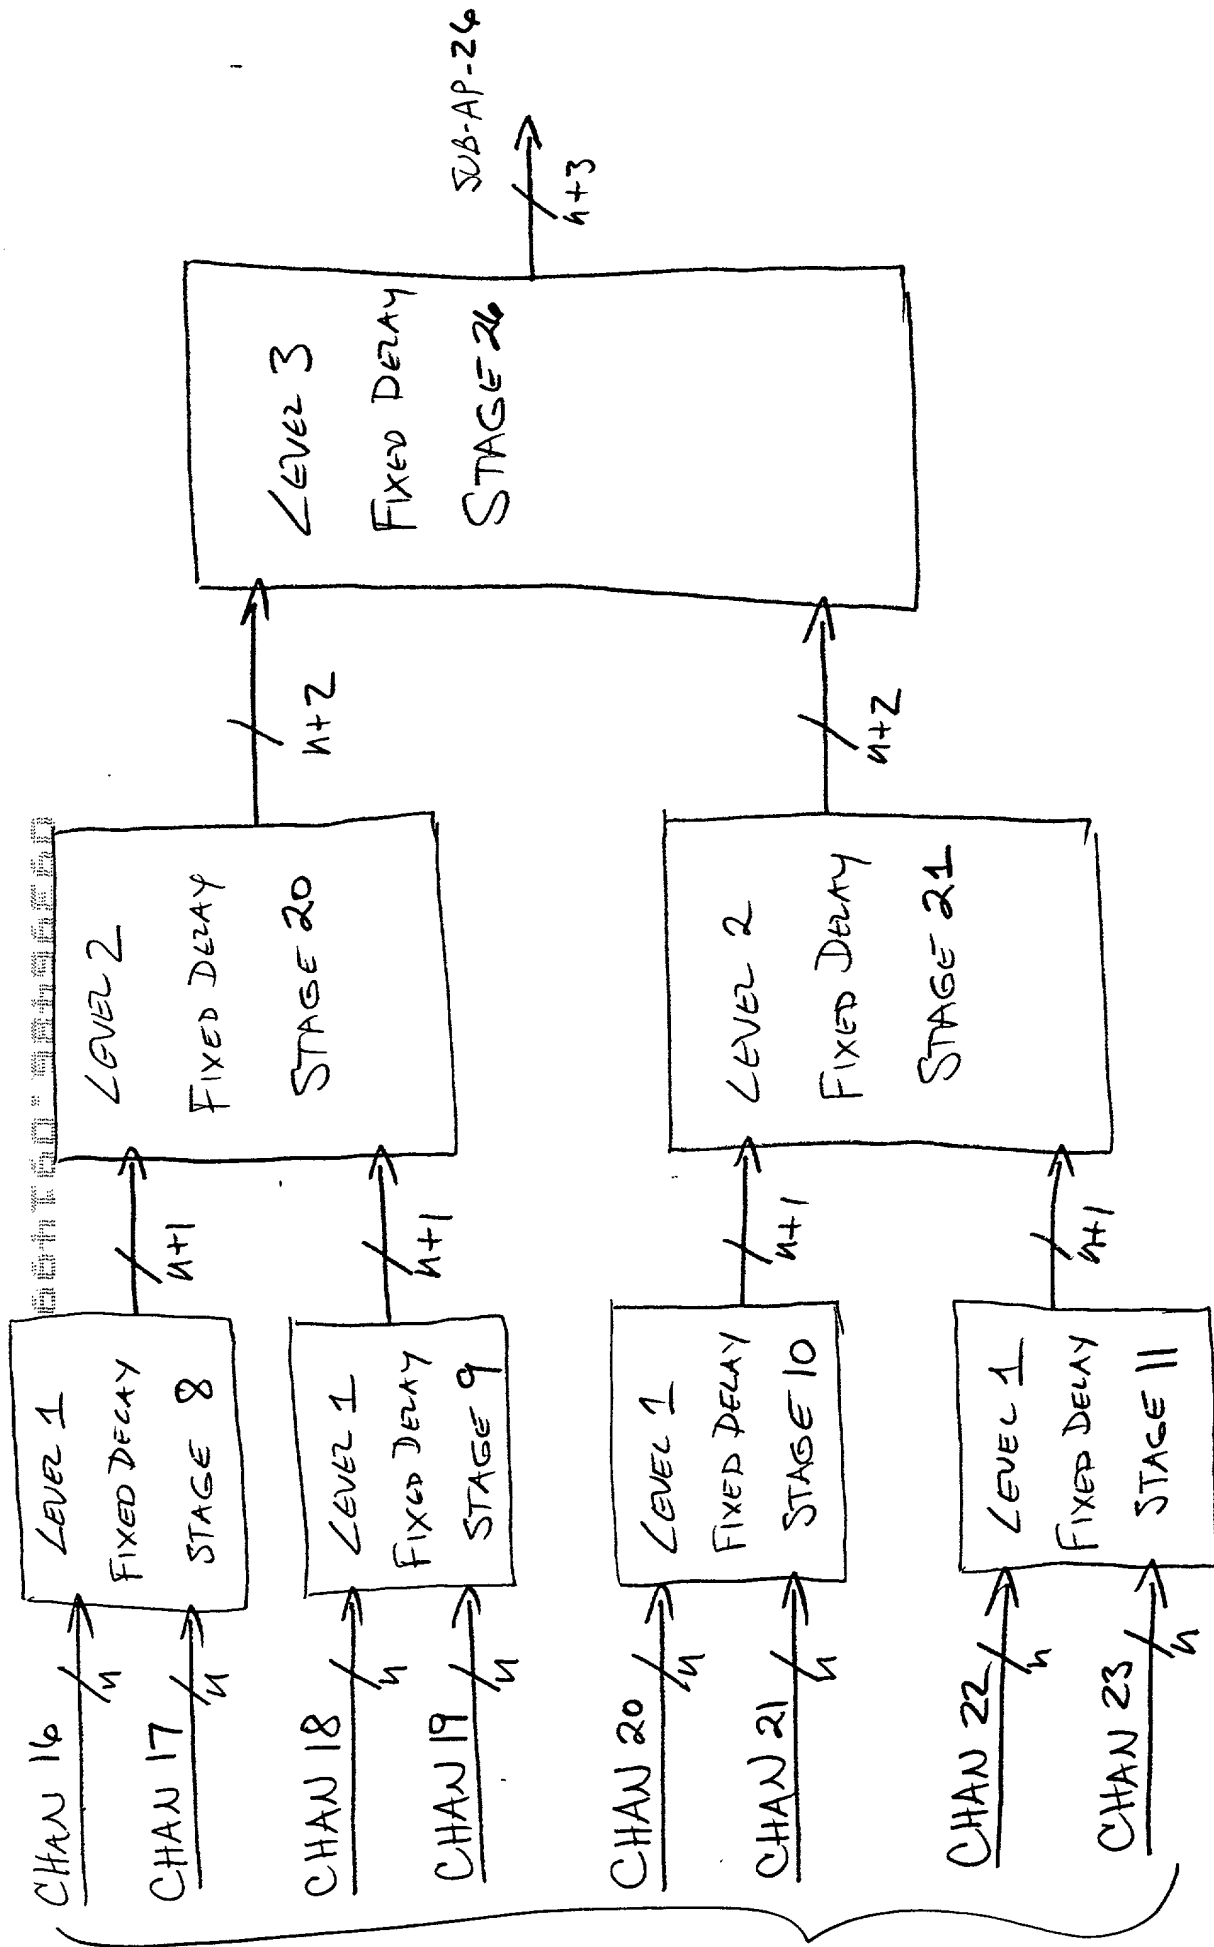 CHAN 16
n
CHAN 17
n
LEVEL 1
FIXED DELAY
STAGE 8
n+1
CHAN 18
n
CHAN 19
n
LEVEL 1
FIXED DELAY
STAGE 9
n+1
LEVEL 2
FIXED DELAY
STAGE 20
n+2
CHAN 20
n
CHAN 21
n
LEVEL 1
FIXED DELAY
STAGE 10
n+1
CHAN 22
n
CHAN 23
n
LEVEL 1
FIXED DELAY
STAGE 11
n+1
LEVEL 2
FIXED DELAY
STAGE 21
n+2
LEVEL 3
FIXED DELAY
STAGE 26
SUB-AP-26
n+3